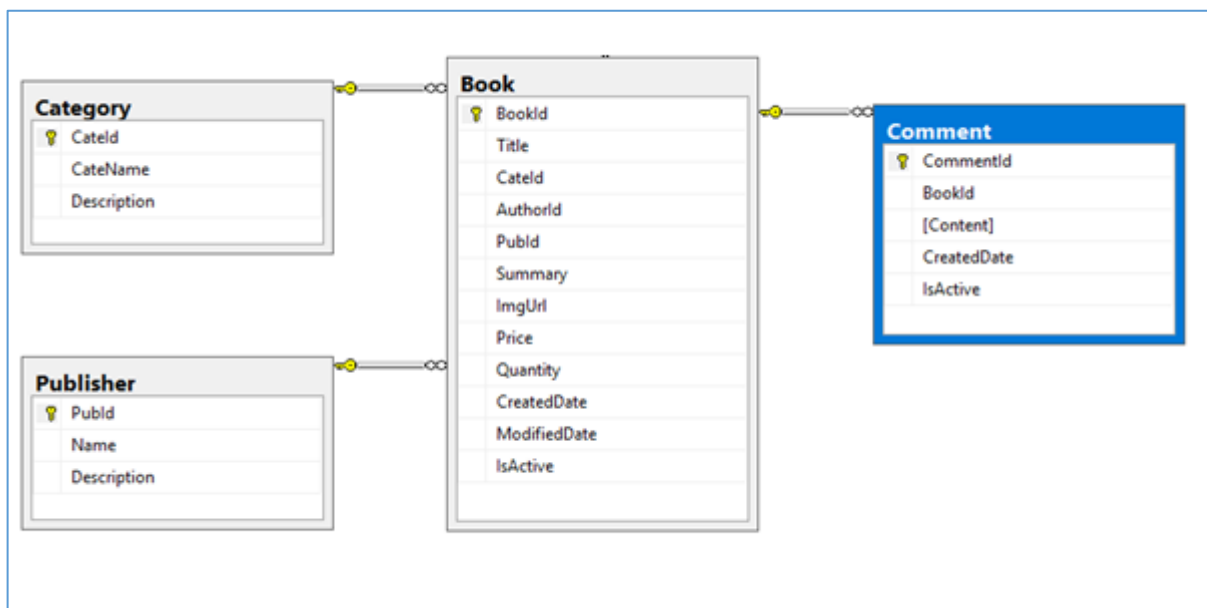 Category
CateId
CateName
Description
Publisher
PubId
Name
Description
Book
BookId
Title
CateId
AuthorId
PubId
Summary
ImgUrl
Price
Quantity
CreatedDate
ModifiedDate
IsActive
Comment
CommentId
BookId
[Content]
CreatedDate
IsActive